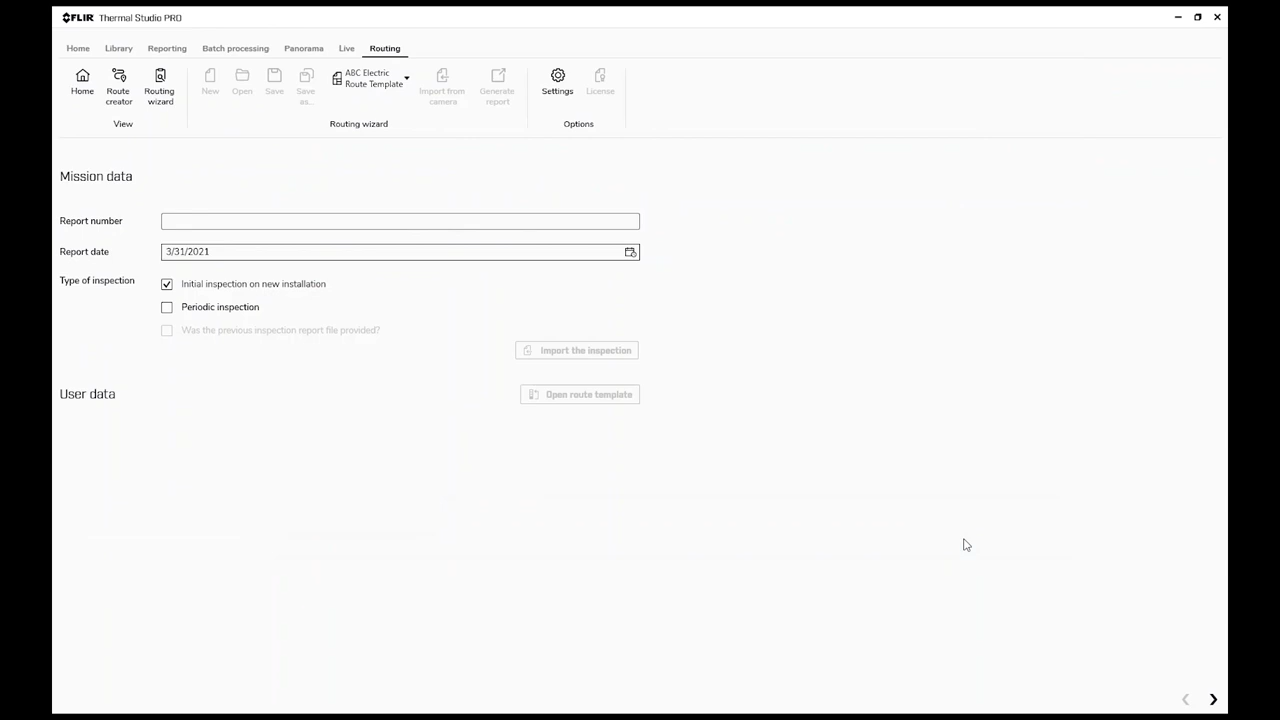 FLIR Thermal Studio PRO
Home Library Reporting Batch processing Panorama Live Routing
Home
Route creator
Routing wizard
View
New
Open
Save
Save as...
ABC Electric
Route Template
Import from camera
Generate report
Routing wizard
Settings
License
Options
Mission data
Report number
Report date 3/31/2021
Type of inspection Initial inspection on new installation
Periodic inspection
Was the previous inspection report file provided?
Import the inspection
User data Open route template